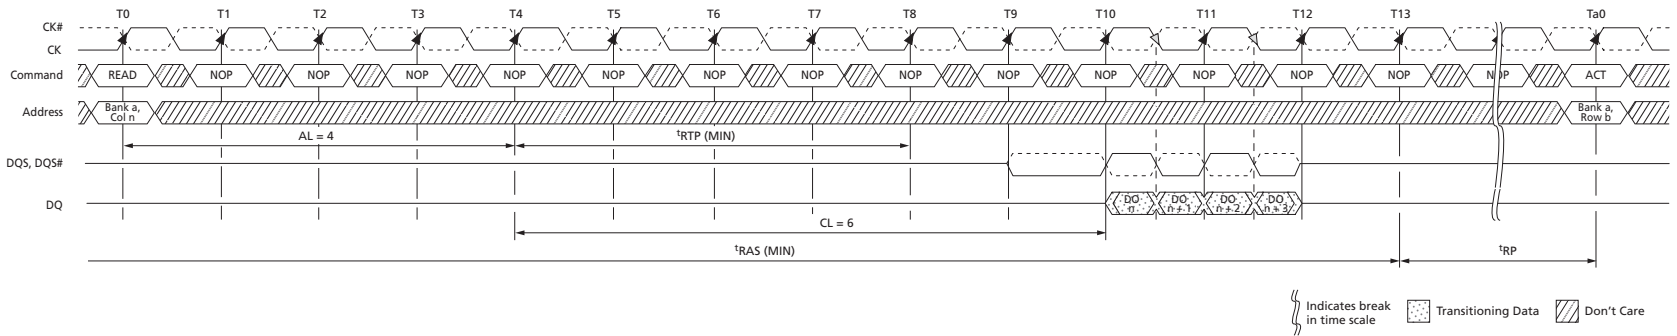 T0 T1 T2 T3 T4 T5 T6 T7 T8 T9 T10 T11 T12 T13 Ta0
CK#
CK
Command READ NOP NOP NOP NOP NOP NOP NOP NOP NOP NOP NOP NOP NOP NOP ACT
Address Bank a, Col n Bank a, Row b
AL = 4 tRTP (MIN)
DQS, DQS#
DQ DO n DO n + 1 DO n + 2 DO n + 3
CL = 6
tRAS (MIN) tRP
Indicates break in time scale Transitioning Data Don't Care